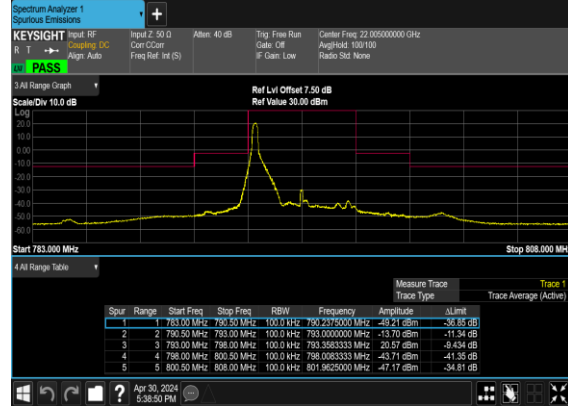 Spectrum Analyzer 1
Spurious Emissions
+
KEYSIGHT Input: RF Input Z: 50 Ω Atten: 40 dB Trig: Free Run Center Freq: 22.005000000 GHz
R T Coupling: DC Corr CCorr Gate: Off Avg|Hold: 100/100
Align: Auto Freq Ref: Int (S) IF Gain: Low Radio Std: None
PASS
3 All Range Graph
Ref Lvl Offset 7.50 dB
Scale/Div 10.0 dB Ref Value 30.00 dBm
Log
20.0
10.0
0.00
-10.0
-20.0
-30.0
-40.0
-50.0
-60.0
Start 783.000 MHz Stop 808.000 MH
4 All Range Table
Measure Trace Trace 1
Trace Type Trace Average (Active)
Spur Range Start Freq Stop Freq RBW Frequency Amplitude ΔLimit
1 1 783.00 MHz 790.50 MHz 100.0 kHz 790.2375000 MHz -49.21 dBm -36.85 dB
2 2 790.50 MHz 793.00 MHz 100.0 kHz 793.0000000 MHz -13.70 dBm -11.34 dB
3 3 793.00 MHz 798.00 MHz 100.0 kHz 793.3583333 MHz 20.57 dBm -9.434 dB
4 4 798.00 MHz 800.50 MHz 100.0 kHz 798.0083333 MHz -43.71 dBm -41.35 dB
5 5 800.50 MHz 808.00 MHz 100.0 kHz 801.9625000 MHz -47.17 dBm -34.81 dB
? Apr 30, 2024
5:38:50 PM